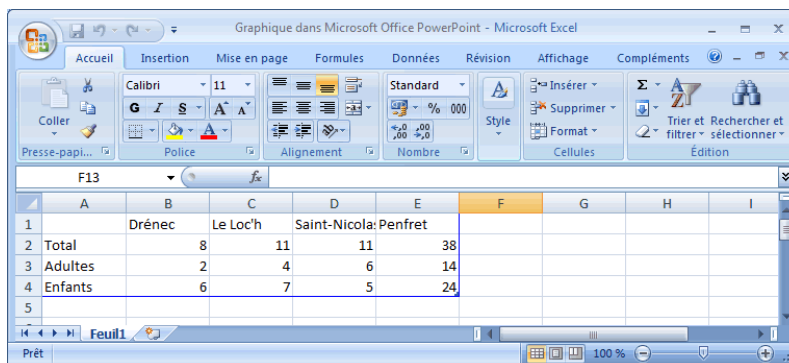 Graphique dans Microsoft Office PowerPoint - Microsoft Excel
Accueil Insertion Mise en page Formules Données Révision Affichage Compléments
Calibri 11 Standard Insérer Σ
Coller G I S A A % 000 Style Supprimer Trier et filtrer Rechercher et sélectionner
Format
Presse-papi... Police Alignement Nombre Cellules Édition
F13 fx
A B C D E F G H I
1 Drénec Le Loc'h Saint-Nicola Penfret
2 Total 8 11 11 38
3 Adultes 2 4 6 14
4 Enfants 6 7 5 24
5
Feuil1
Prêt 100 %